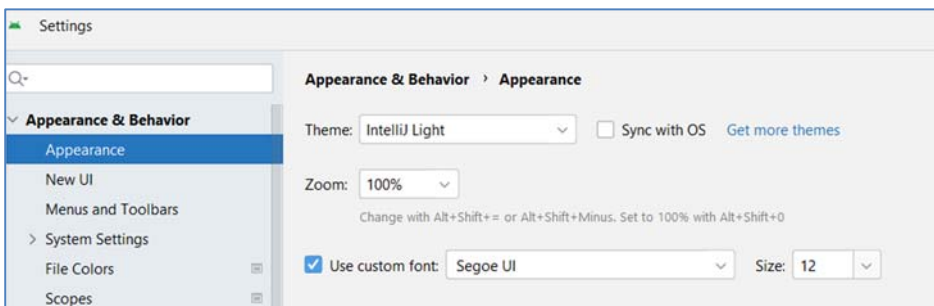 Settings
Appearance & Behavior
Appearance
New UI
Menus and Toolbars
System Settings
File Colors
Scopes
Appearance & Behavior › Appearance
Theme: IntelliJ Light Sync with OS Get more themes
Zoom: 100%
Change with Alt+Shift+= or Alt+Shift+Minus. Set to 100% with Alt+Shift+0
Use custom font: Segoe UI Size: 12